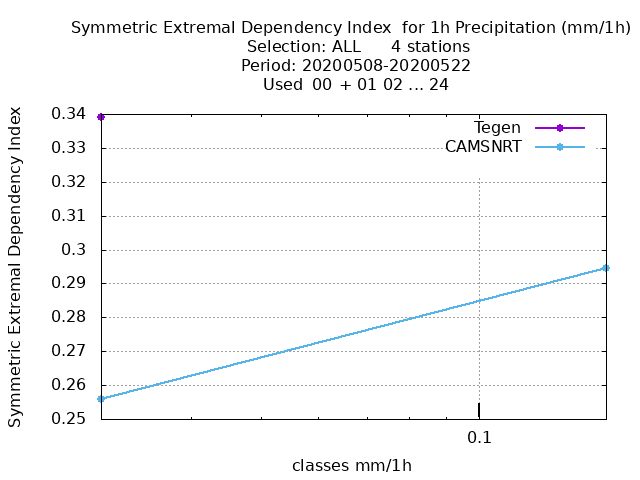 Symmetric Extremal Dependency Index  for 1h Precipitation (mm/1h)
Selection: ALL      4 stations
Period: 20200508-20200522
Used  00 + 01 02 ... 24
Tegen
CAMSNRT
0.34
0.33
0.32
0.31
0.3
0.29
0.28
0.27
0.26
0.25
Symmetric Extremal Dependency Index
0.1
classes mm/1h